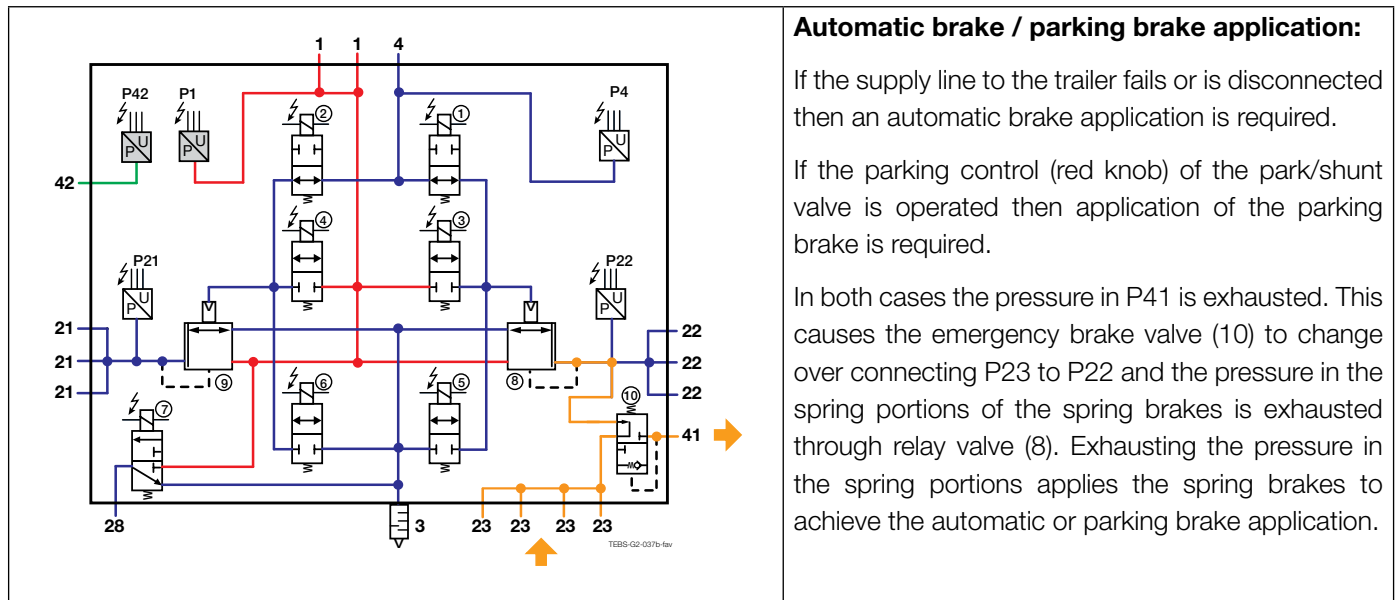 1 1 4
P42 P1 P4
② ①
U U U
P P P
42
④ ③
P21 P22
U U
P P
21 22
21 22
21 22
⑨ ⑧
⑥ ⑤ ⑩
⑦
41
28 3 23 23 23 23
TEBS-G2-037b-fav
Automatic brake / parking brake application:
If the supply line to the trailer fails or is disconnected
then an automatic brake application is required.
If the parking control (red knob) of the park/shunt
valve is operated then application of the parking
brake is required.
In both cases the pressure in P41 is exhausted. This
causes the emergency brake valve (10) to change
over connecting P23 to P22 and the pressure in the
spring portions of the spring brakes is exhausted
through relay valve (8). Exhausting the pressure in
the spring portions applies the spring brakes to
achieve the automatic or parking brake application.